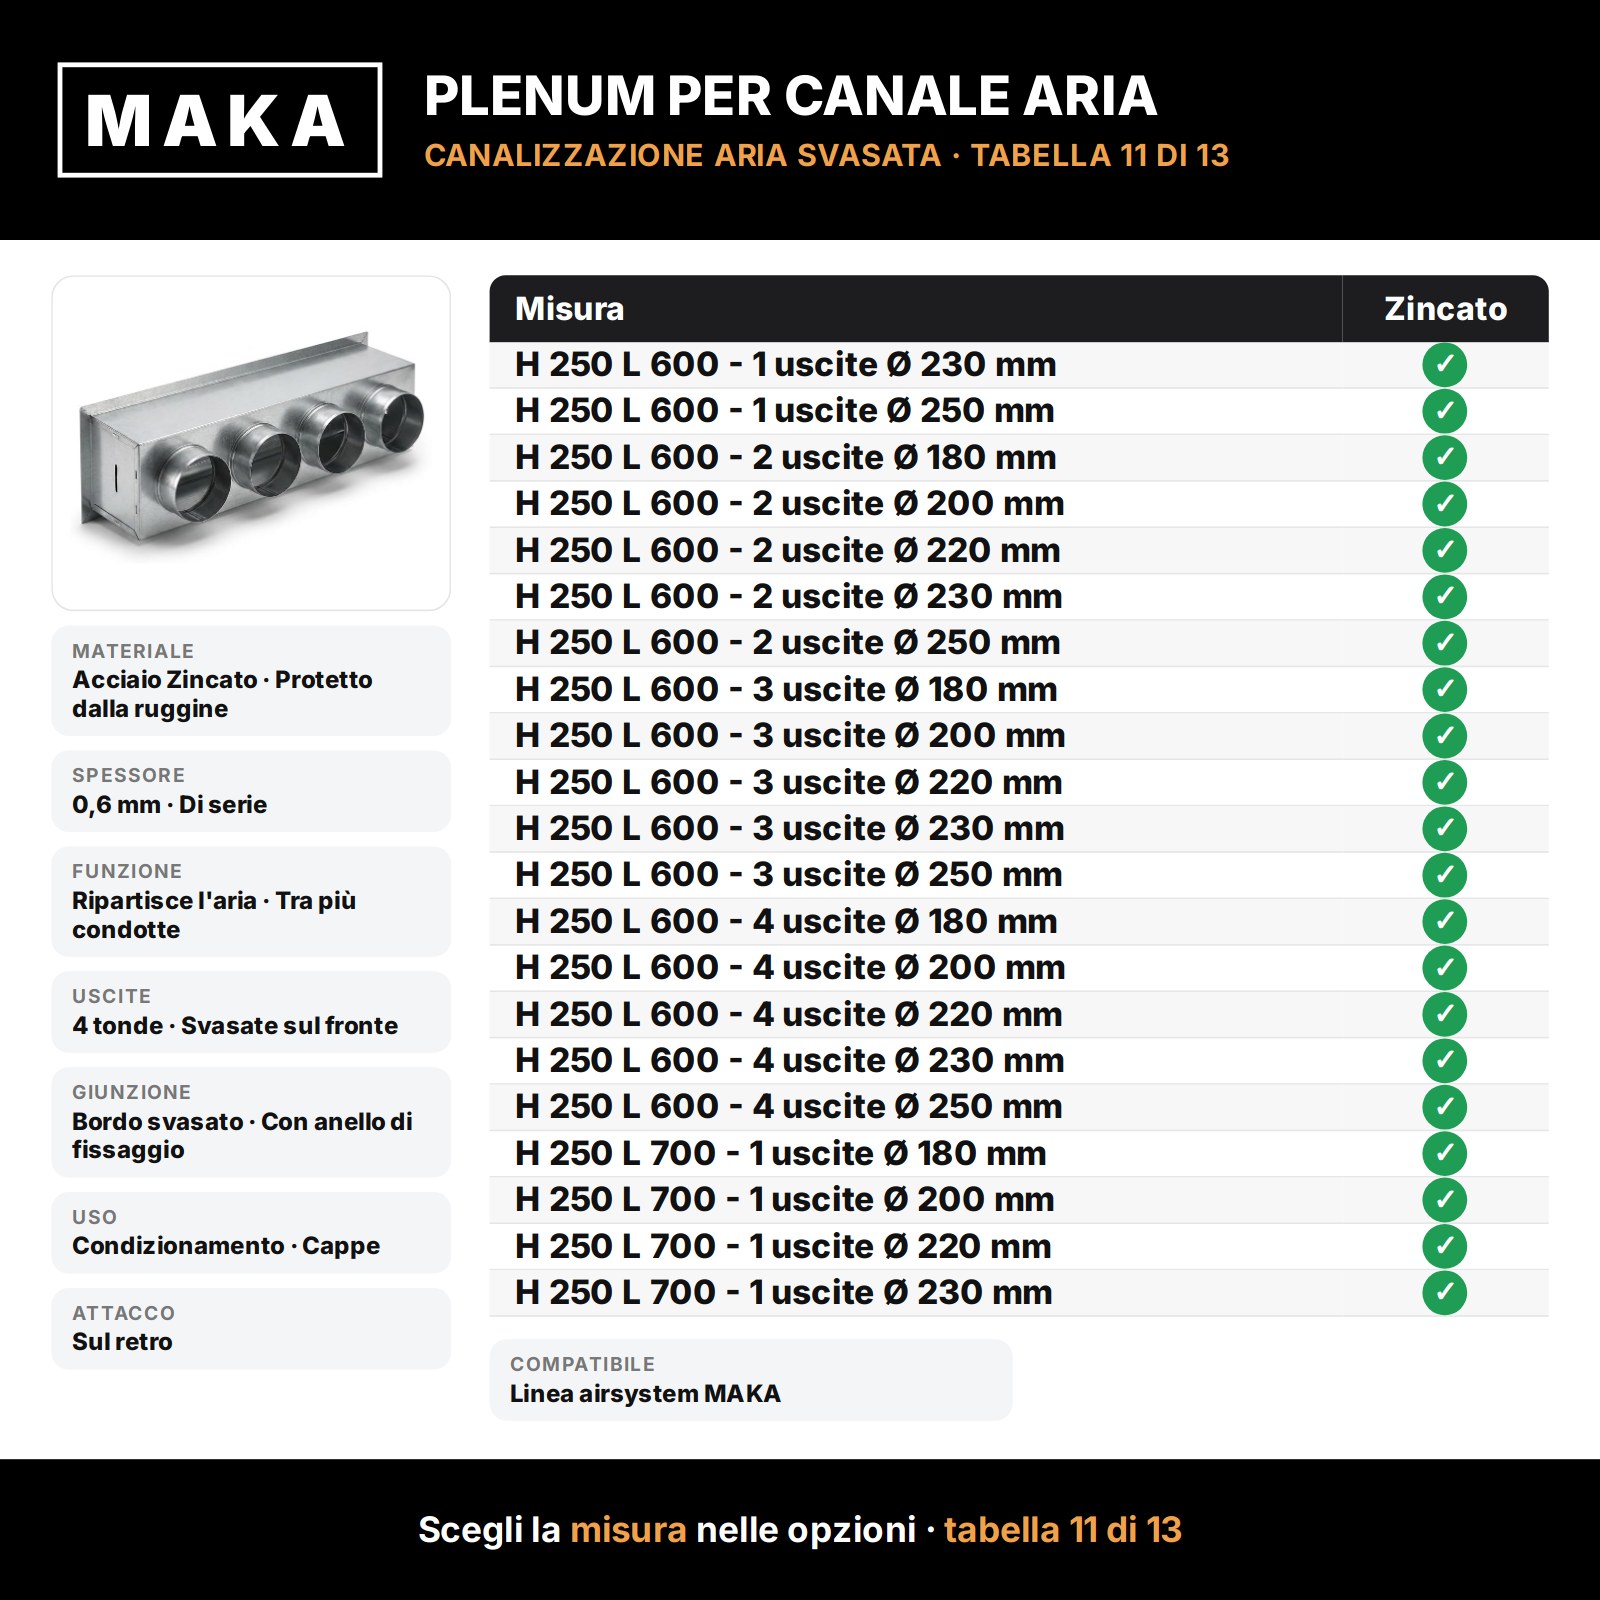 MAKA
PLENUM PER CANALE ARIA
CANALIZZAZIONE ARIA SVASATA · TABELLA 11 DI 13
MATERIALE
Acciaio Zincato · Protetto
dalla ruggine
SPESSORE
0,6 mm · Di serie
FUNZIONE
Ripartisce l'aria · Tra più
condotte
USCITE
4 tonde · Svasate sul fronte
GIUNZIONE
Bordo svasato · Con anello di
fissaggio
USO
Condizionamento · Cappe
ATTACCO
Sul retro
Misura Zincato
H 250 L 600 - 1 uscite Ø 230 mm ✓
H 250 L 600 - 1 uscite Ø 250 mm ✓
H 250 L 600 - 2 uscite Ø 180 mm ✓
H 250 L 600 - 2 uscite Ø 200 mm ✓
H 250 L 600 - 2 uscite Ø 220 mm ✓
H 250 L 600 - 2 uscite Ø 230 mm ✓
H 250 L 600 - 2 uscite Ø 250 mm ✓
H 250 L 600 - 3 uscite Ø 180 mm ✓
H 250 L 600 - 3 uscite Ø 200 mm ✓
H 250 L 600 - 3 uscite Ø 220 mm ✓
H 250 L 600 - 3 uscite Ø 230 mm ✓
H 250 L 600 - 3 uscite Ø 250 mm ✓
H 250 L 600 - 4 uscite Ø 180 mm ✓
H 250 L 600 - 4 uscite Ø 200 mm ✓
H 250 L 600 - 4 uscite Ø 220 mm ✓
H 250 L 600 - 4 uscite Ø 230 mm ✓
H 250 L 600 - 4 uscite Ø 250 mm ✓
H 250 L 700 - 1 uscite Ø 180 mm ✓
H 250 L 700 - 1 uscite Ø 200 mm ✓
H 250 L 700 - 1 uscite Ø 220 mm ✓
H 250 L 700 - 1 uscite Ø 230 mm ✓
COMPATIBILE
Linea airsystem MAKA
Scegli la misura nelle opzioni · tabella 11 di 13